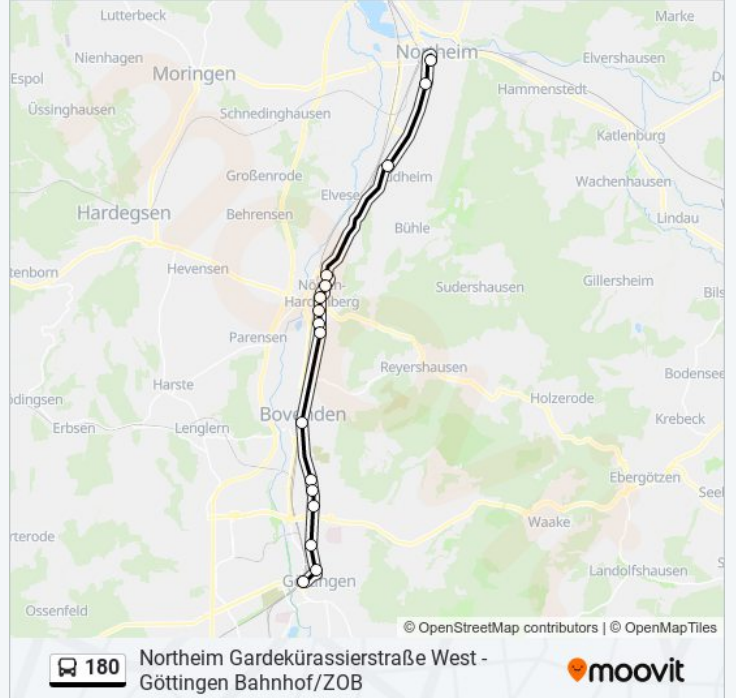 Lutterbeck
Marke
Nienhagen
Northeim
Elvershausen
Espol
Moringen
Hammenstedt
Üssinghausen
Schnedinghausen
Katlenburg
Großenrode
Wachenhausen
Hardegsen
Behrensen
Lindau
Bühle
Hevensen
Sudershausen
Gillersheim
Parensen
Reyershausen
Harste
Holzerode
Erbsen
Lenglern
Bovenden
Krebeck
Ebergötzen
Waake
Göttingen
Landolfshausen
Ossenfeld
© OpenStreetMap contributors | © OpenMapTiles
180
Northeim Gardekürassierstraße West -
Göttingen Bahnhof/ZOB
moovit